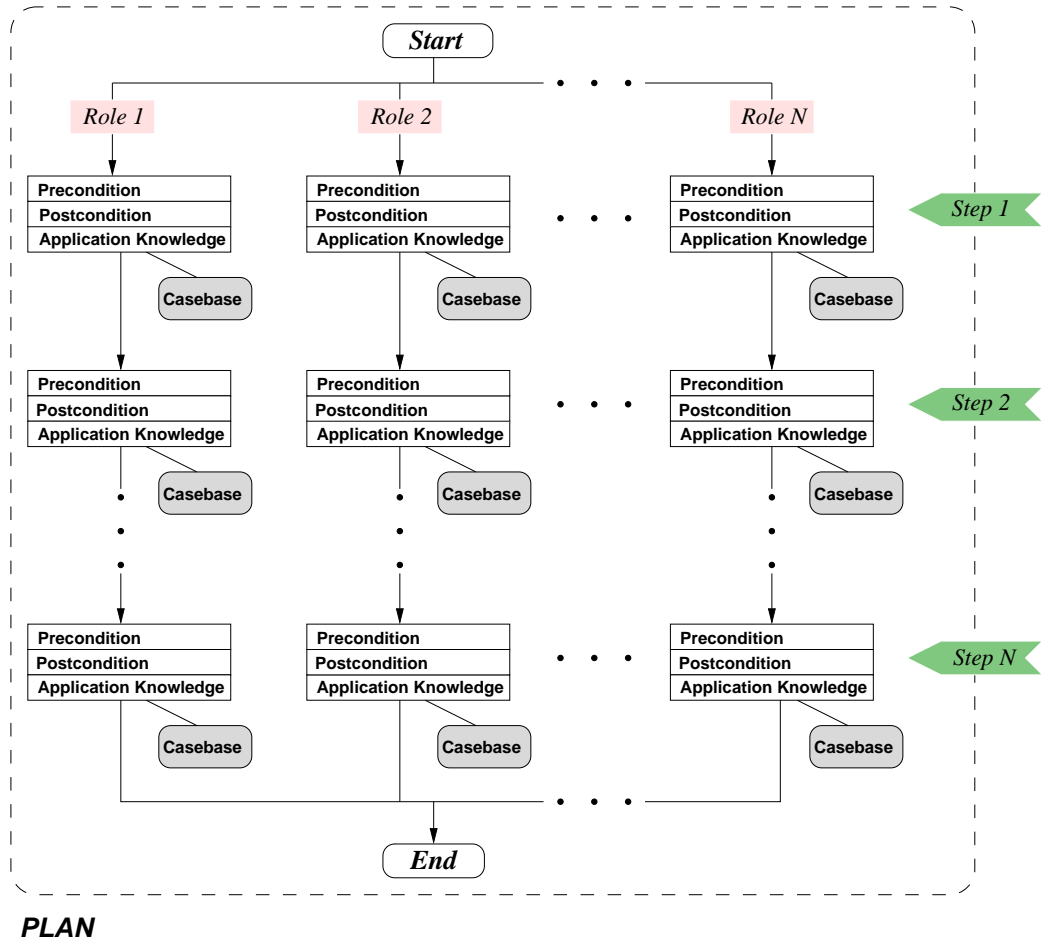 Start
Role 1 Role 2 Role N
Precondition Precondition Precondition
Postcondition Postcondition Postcondition Step 1
Application Knowledge Application Knowledge Application Knowledge
Casebase Casebase Casebase
Precondition Precondition Precondition
Postcondition Postcondition Postcondition Step 2
Application Knowledge Application Knowledge Application Knowledge
Casebase Casebase Casebase
Precondition Precondition Precondition
Postcondition Postcondition Postcondition Step N
Application Knowledge Application Knowledge Application Knowledge
Casebase Casebase Casebase
End
PLAN